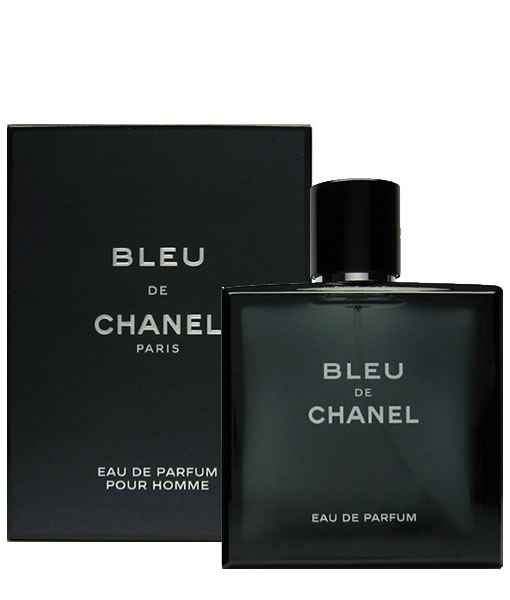 BLEU
DE
CHANEL
PARIS
EAU DE PARFUM
POUR HOMME
BLEU
DE
CHANEL
EAU DE PARFUM